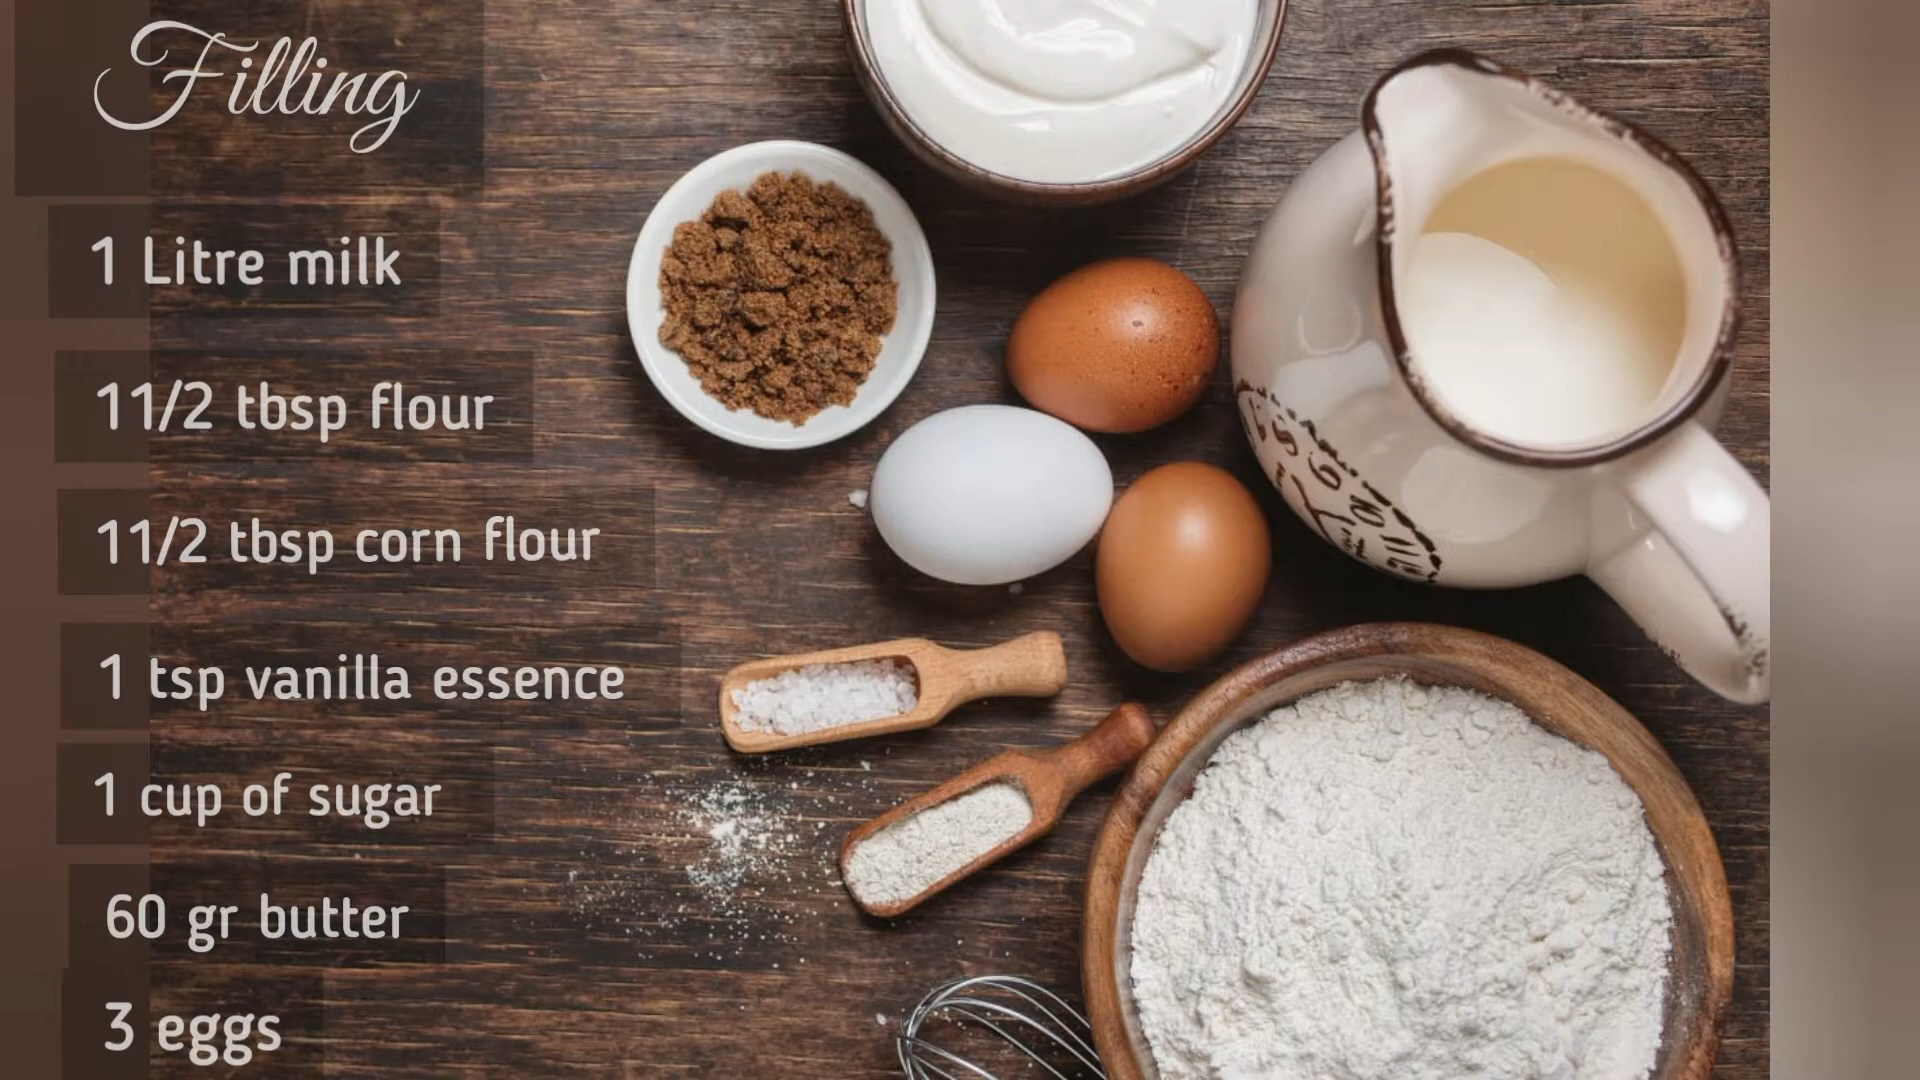 Filling
1 Litre milk
11/2 tbsp flour
11/2 tbsp corn flour
1 tsp vanilla essence
1 cup of sugar
60 gr butter
3 eggs